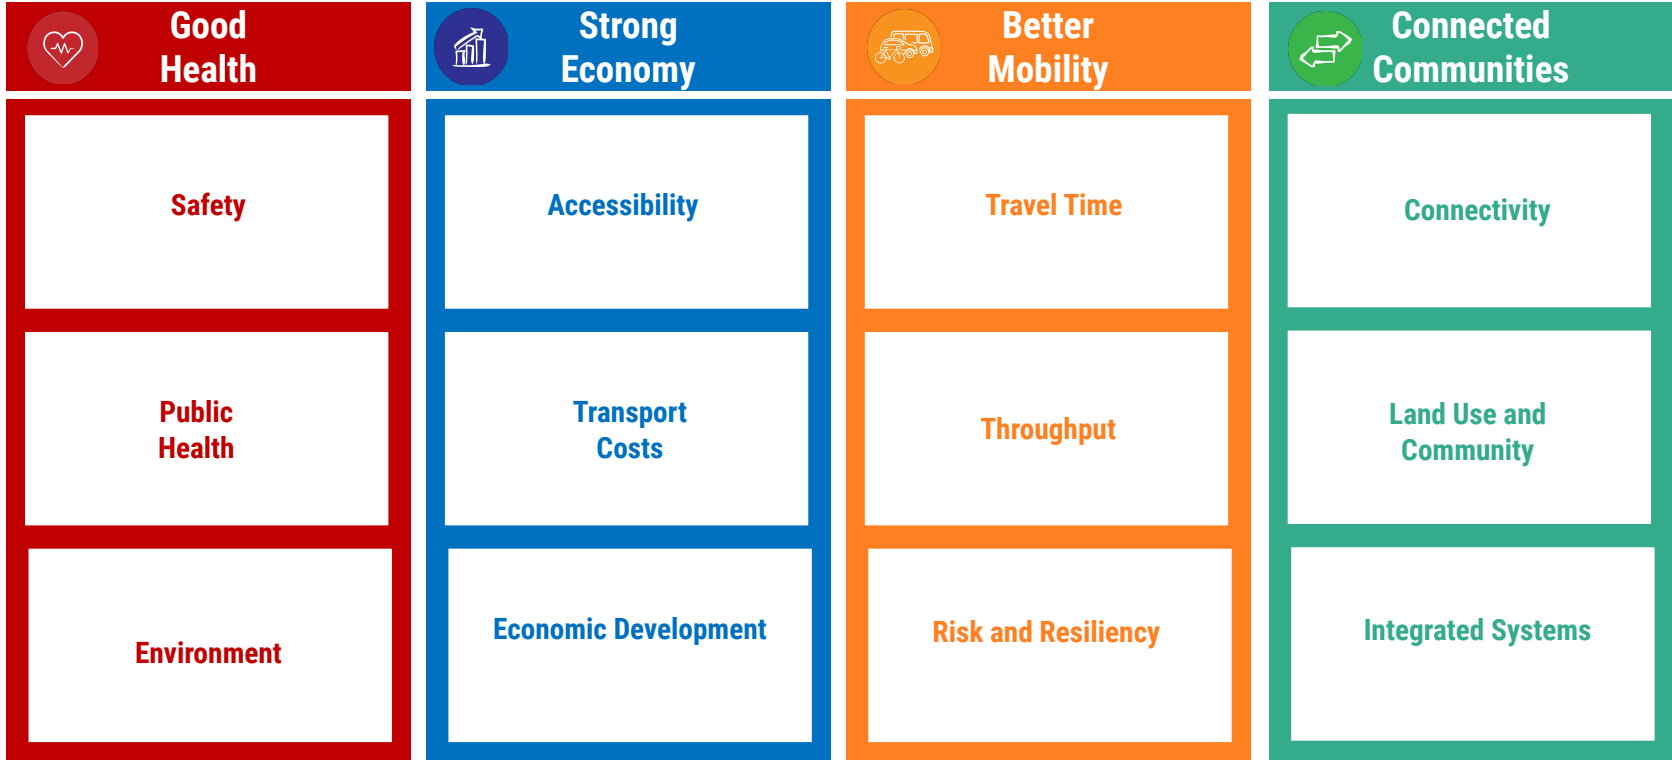 Good
Health
Safety
Public
Health
Environment
Strong
Economy
Accessibility
Transport
Costs
Economic Development
Better
Mobility
Travel Time
Throughput
Risk and Resiliency
Connected
Communities
Connectivity
Land Use and
Community
Integrated Systems